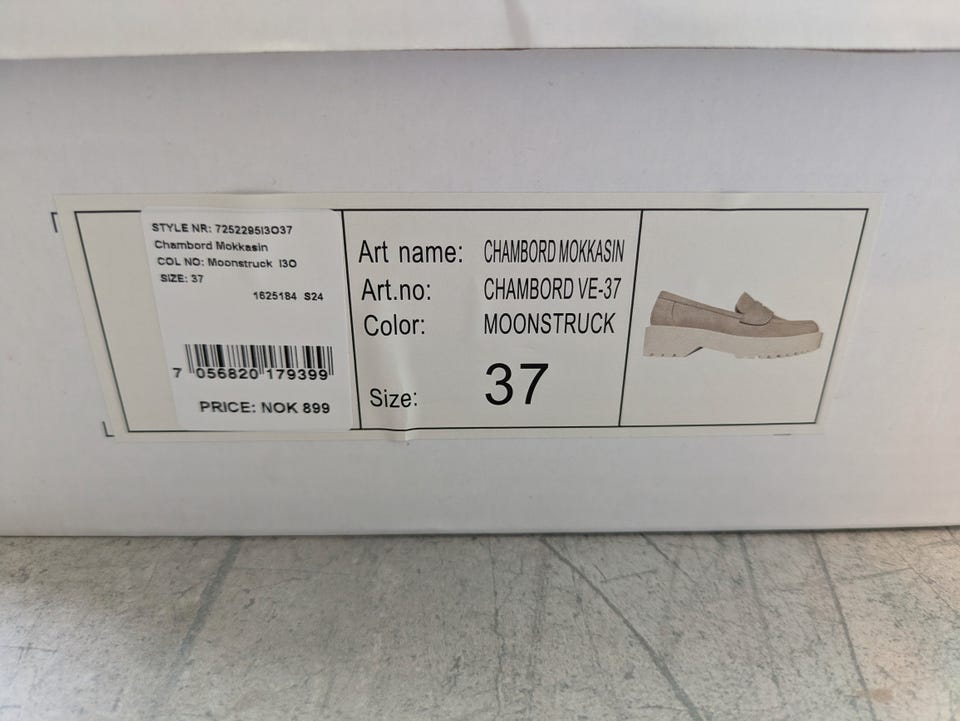 STYLE NR: 7252295I3O37
Chambord Mokkasin
COL NO: Moonstruck I3O
SIZE: 37
1625184 S24
7 056820 179399
PRICE: NOK 899
Art name: CHAMBORD MOKKASIN
Art.no: CHAMBORD VE-37
Color: MOONSTRUCK
Size: 37